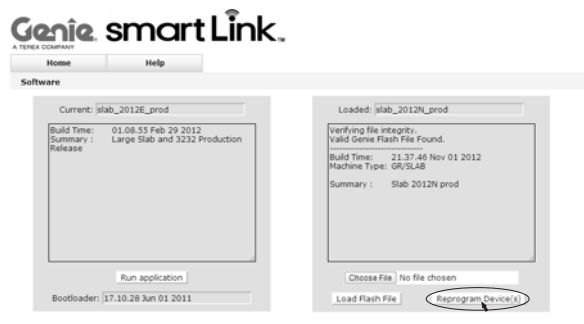 Genie smartLink™
A TEREX COMPANY
Home Help
Software
Current: slab_2012E_prod
Build Time: 01.08.55 Feb 29 2012
Summary : Large Slab and 3232 Production
Release
Run application
Bootloader: 17.10.28 Jun 01 2011
Loaded: slab_2012N_prod
Verifying file integrity.
Valid Genie Flash File Found.
------------------------
Build Time: 21.37.46 Nov 01 2012
Machine Type: GR/SLAB
Summary : Slab 2012N prod
Choose File No file chosen
Load Flash File Reprogram Device(s)